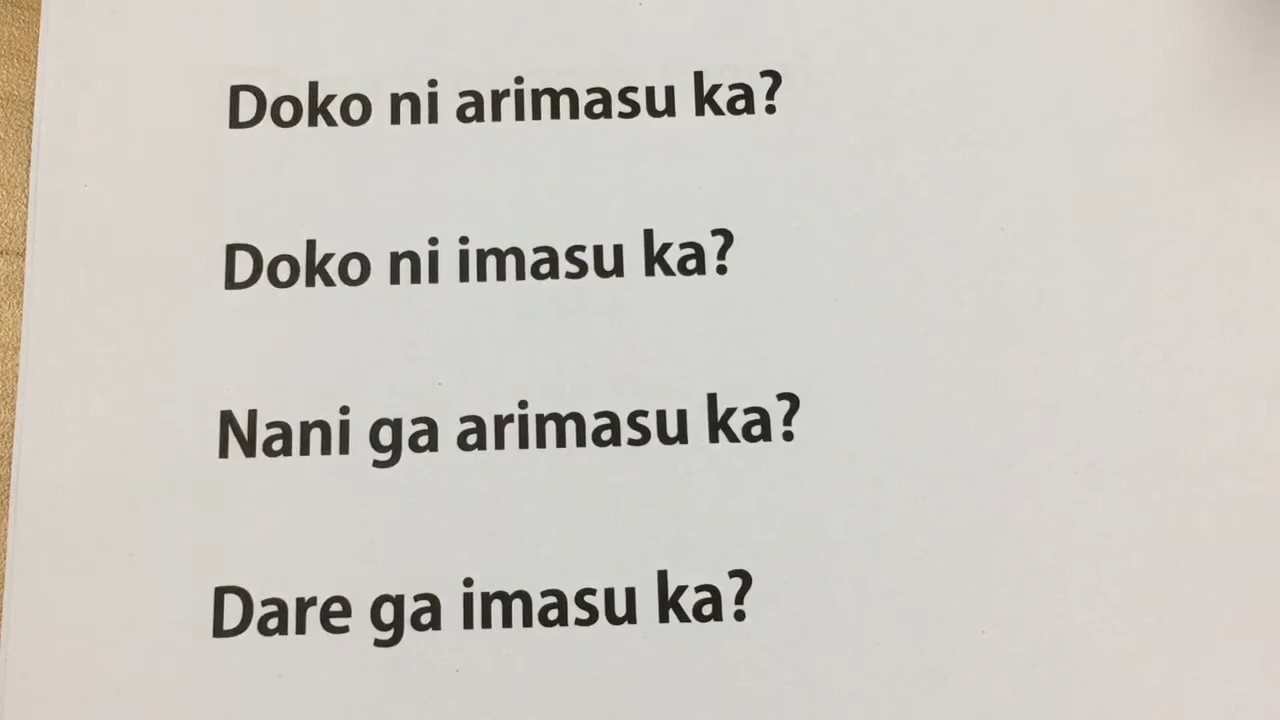 Doko ni arimasu ka?
Doko ni imasu ka?
Nani ga arimasu ka?
Dare ga imasu ka?